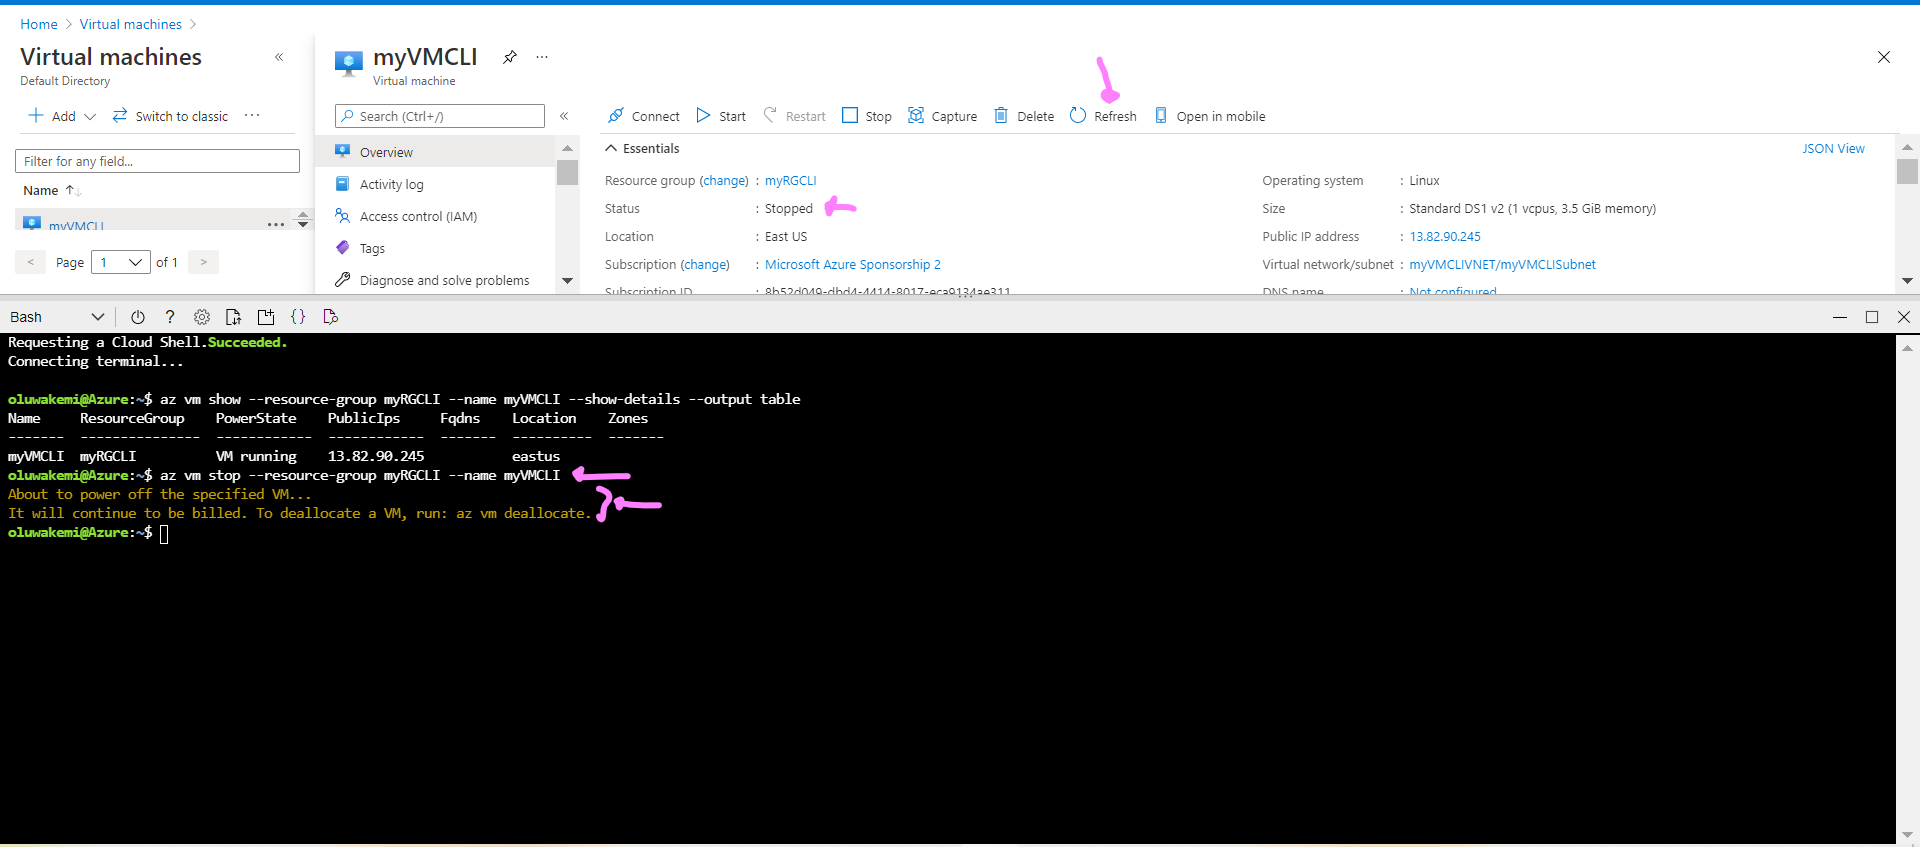 Home > Virtual machines >
Virtual machines «
Default Directory
+ Add Switch to classic ...
Filter for any field...
Name ↑↓
myVMCLI ...
< Page 1 of 1 >
myVMCLI ...
Virtual machine
Search (Ctrl+/) «
Overview
Activity log
Access control (IAM)
Tags
Diagnose and solve problems
Connect Start Restart Stop Capture Delete Refresh Open in mobile
Essentials JSON View
Resource group (change) : myRGCLI
Status : Stopped
Location : East US
Subscription (change) : Microsoft Azure Sponsorship 2
Subscription ID : 8b52d049-dbd4-4414-8017-eca9134ae311
Operating system : Linux
Size : Standard DS1 v2 (1 vcpus, 3.5 GiB memory)
Public IP address : 13.82.90.245
Virtual network/subnet : myVMCLIVNET/myVMCLISubnet
DNS name : Not configured
Bash ? {}
Requesting a Cloud Shell.Succeeded.
Connecting terminal...
oluwakemi@Azure:~$ az vm show --resource-group myRGCLI --name myVMCLI --show-details --output table
Name ResourceGroup PowerState PublicIps Fqdns Location Zones
------- --------------- ------------ ------------ ------- ---------- -------
myVMCLI myRGCLI VM running 13.82.90.245 eastus
oluwakemi@Azure:~$ az vm stop --resource-group myRGCLI --name myVMCLI
About to power off the specified VM...
It will continue to be billed. To deallocate a VM, run: az vm deallocate.
oluwakemi@Azure:~$